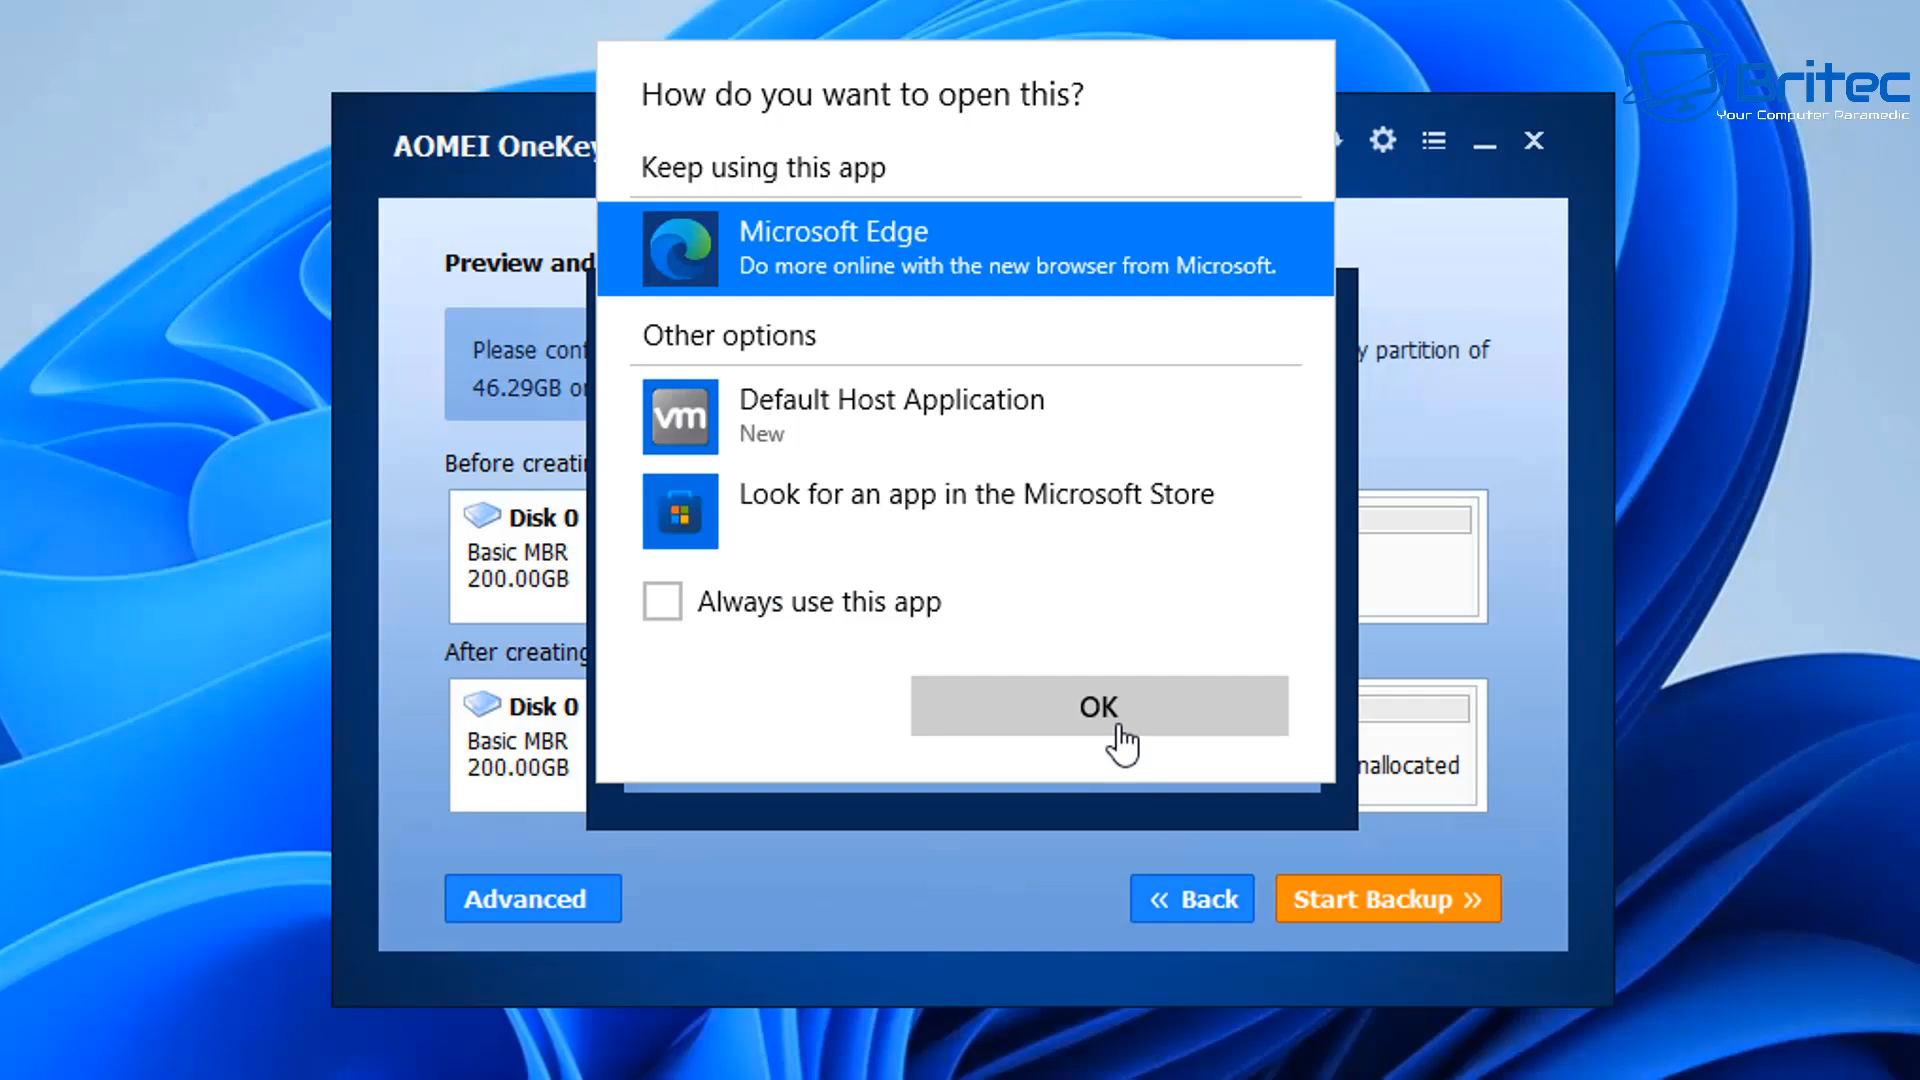 Britec
Your Computer Paramedic
How do you want to open this?
AOMEI OneKey
Keep using this app
Microsoft Edge
Do more online with the new browser from Microsoft.
Preview and
Other options
Please conf
y partition of
46.29GB on
Default Host Application
vm
New
Before creatin
Look for an app in the Microsoft Store
Disk 0
Basic MBR
200.00GB
Always use this app
After creating
Disk 0
OK
Basic MBR
200.00GB
nallocated
Advanced
« Back
Start Backup »